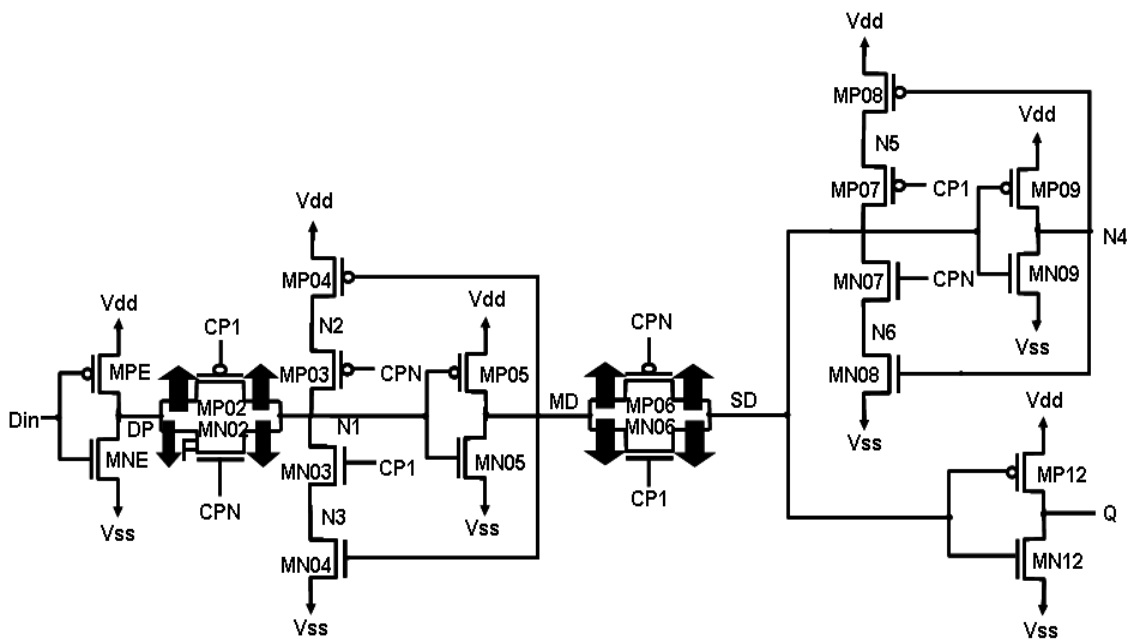 Vdd
MP08
N5
Vdd
MP07
CP1
MP09
Vdd
N4
MP04
MN07
CPN
MN09
Vdd
CP1
N2
Vdd
CPN
N6
Vss
MPE
MP03
CPN
MP05
MN08
Din
DP
MP02
MN02
N1
MD
MP06
MN06
SD
Vss
Vdd
MNE
MN03
CP1
MN05
CPN
CP1
MP12
Vss
N3
Vss
Q
MN04
MN12
Vss
Vss